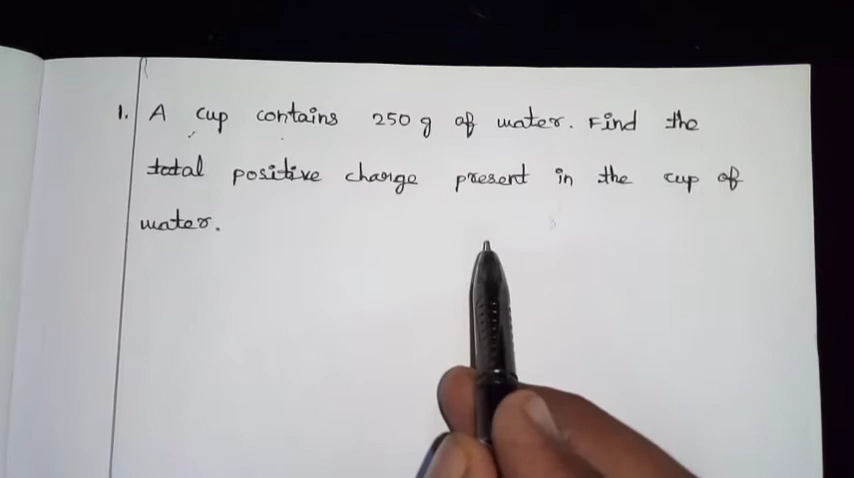 1. A cup contains 250 g of water. Find the
total positive charge present in the cup of
water.